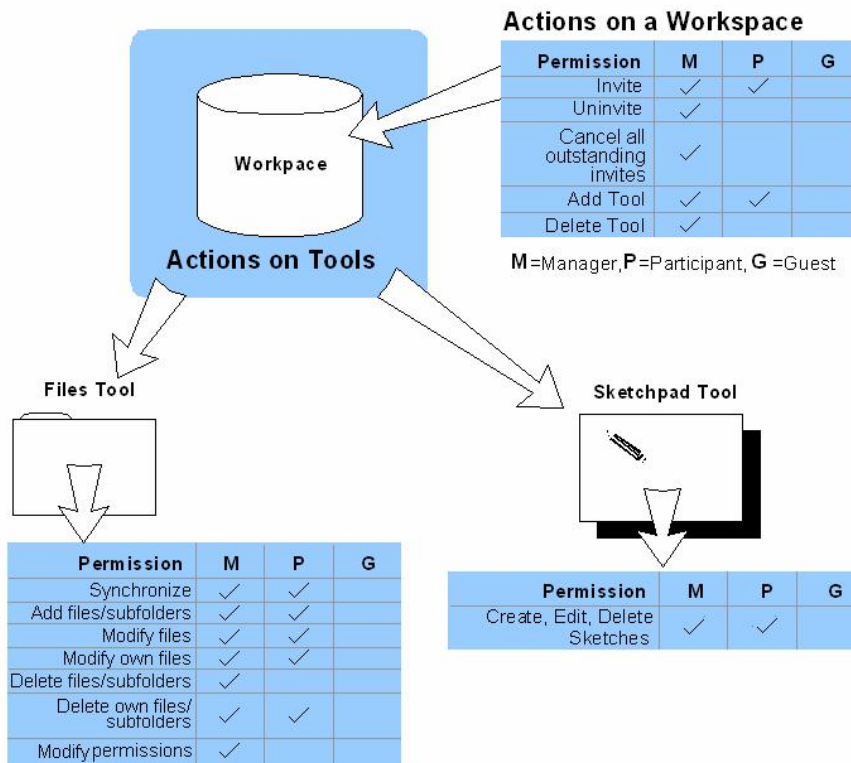 Actions on a Workspace
Permission M P G
Invite ✓ ✓
Uninvite ✓
Cancel all
outstanding
invites ✓
Add Tool ✓ ✓
Delete Tool ✓
M=Manager,P=Participant, G =Guest
Workpace
Actions on Tools
Files Tool
Sketchpad Tool
Permission M P G
Synchronize ✓ ✓
Add files/subfolders ✓ ✓
Modify files ✓ ✓
Modify own files ✓ ✓
Delete files/subfolders ✓
Delete own files/
subfolders ✓ ✓
Modify permissions ✓
Permission M P G
Create, Edit, Delete
Sketches ✓ ✓